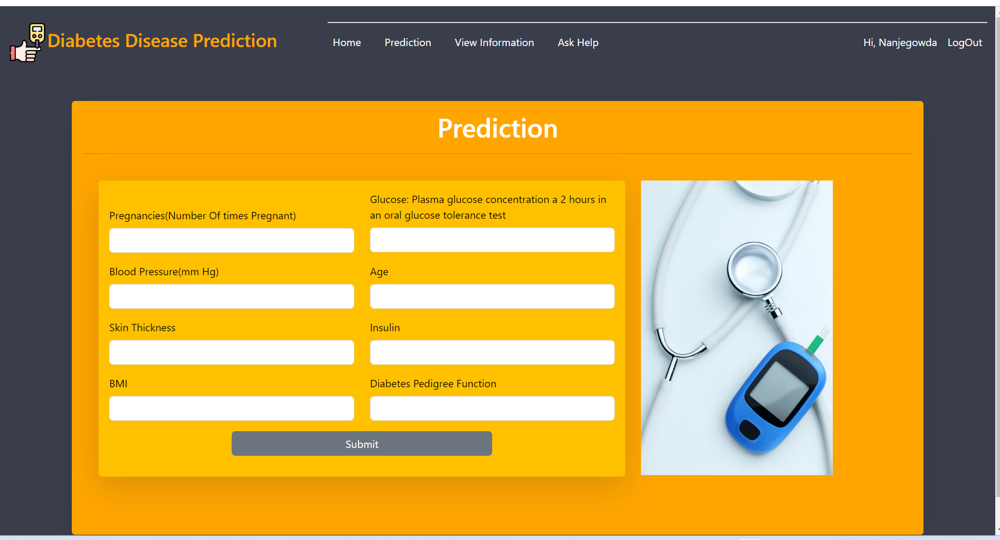 Diabetes Disease Prediction
Home Prediction View Information Ask Help Hi, Nanjegowda LogOut
Prediction
Pregnancies(Number Of times Pregnant)
Glucose: Plasma glucose concentration a 2 hours in
an oral glucose tolerance test
Blood Pressure(mm Hg)
Age
Skin Thickness
Insulin
BMI
Diabetes Pedigree Function
Submit